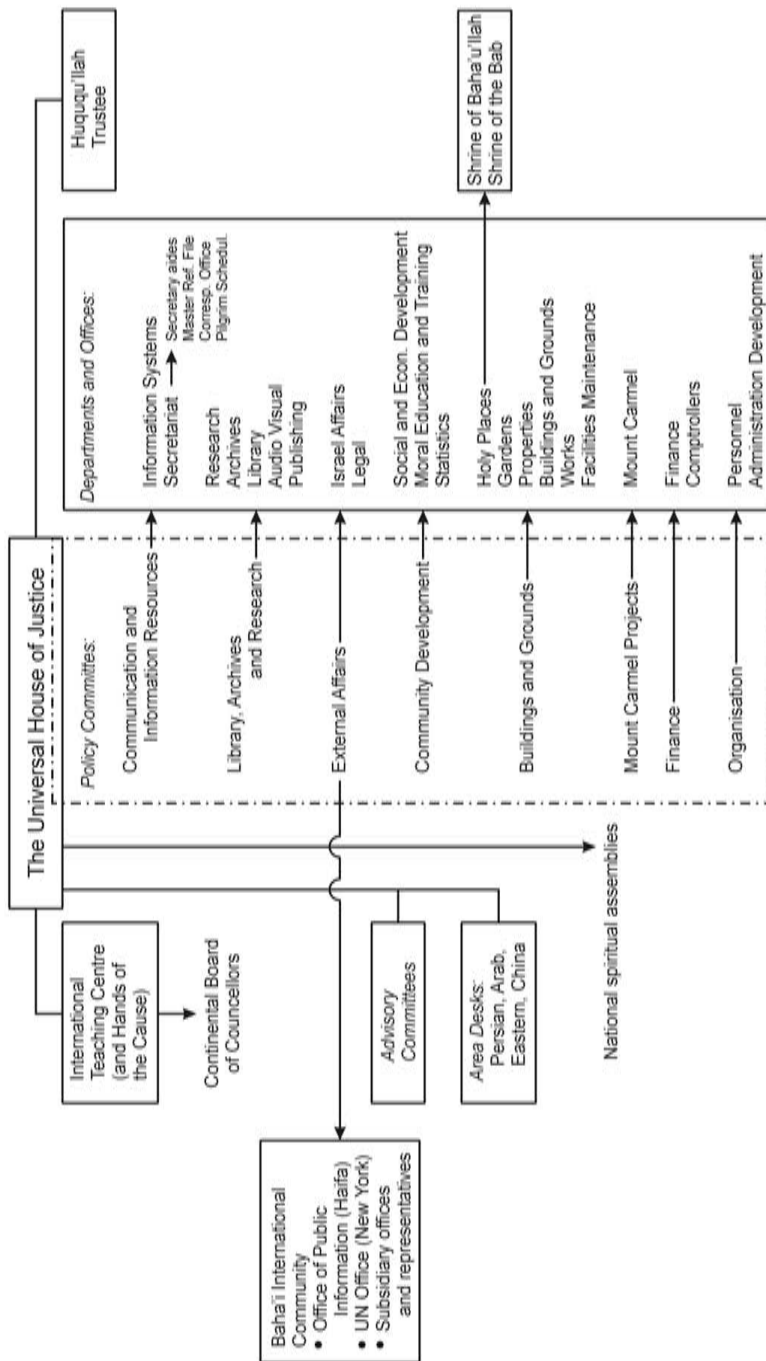 The Universal House of Justice
Huququ'llah
Trustee
International
Teaching Centre
(and Hands of
the Cause)
Continental Board
of Councellors
Baha'i International
Community
• Office of Public
Information (Haifa)
• UN Office (New York)
• Subsidiary offices
and representatives
Advisory
Committees
Area Desks:
Persian, Arab,
Eastern, China
National spiritual assemblies
Policy Committes:
Communication and
Information Resources
Library, Archives
and Research
External Affairs
Community Development
Buildings and Grounds
Mount Carmel Projects
Finance
Organisation
Departments and Offices:
Information Systems
Secretariat
Secretary aides
Master Ref. File
Corresp. Office
Pilgrim Schedul.
Research
Archives
Library
Audio Visual
Publishing
Israel Affairs
Legal
Social and Econ. Development
Moral Education and Training
Statistics
Holy Places
Gardens
Properties
Buildings and Grounds
Works
Facilities Maintenance
Mount Carmel
Finance
Comptrollers
Personnel
Administration Development
Shrine of Baha'u'llah
Shrine of the Bab